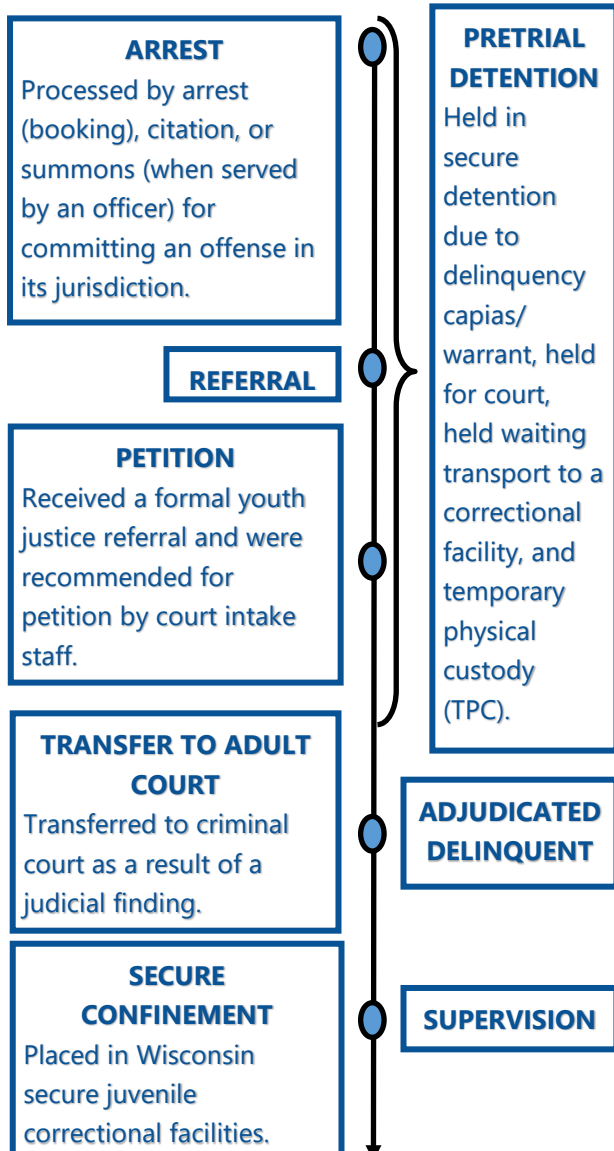 ARREST
Processed by arrest
(booking), citation, or
summons (when served
by an officer) for
committing an offense in
its jurisdiction.
PRETRIAL
DETENTION
Held in
secure
detention
due to
delinquency
capias/
warrant, held
for court,
held waiting
transport to a
correctional
facility, and
temporary
physical
custody
(TPC).
REFERRAL
PETITION
Received a formal youth
justice referral and were
recommended for
petition by court intake
staff.
TRANSFER TO ADULT
COURT
Transferred to criminal
court as a result of a
judicial finding.
ADJUDICATED
DELINQUENT
SECURE
CONFINEMENT
Placed in Wisconsin
secure juvenile
correctional facilities.
SUPERVISION